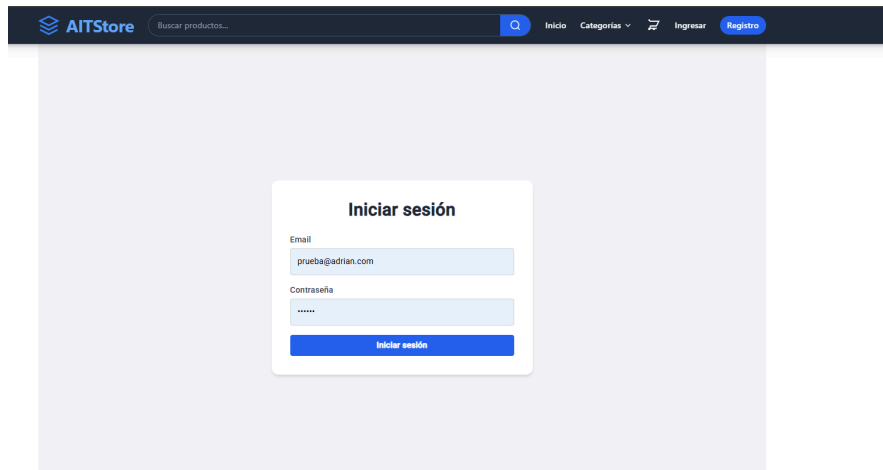 AITStore
Buscar productos...
Inicio
Categorías
Ingresar
Registro
Iniciar sesión
Email
prueba@adrian.com
Contraseña
••••••
Iniciar sesión